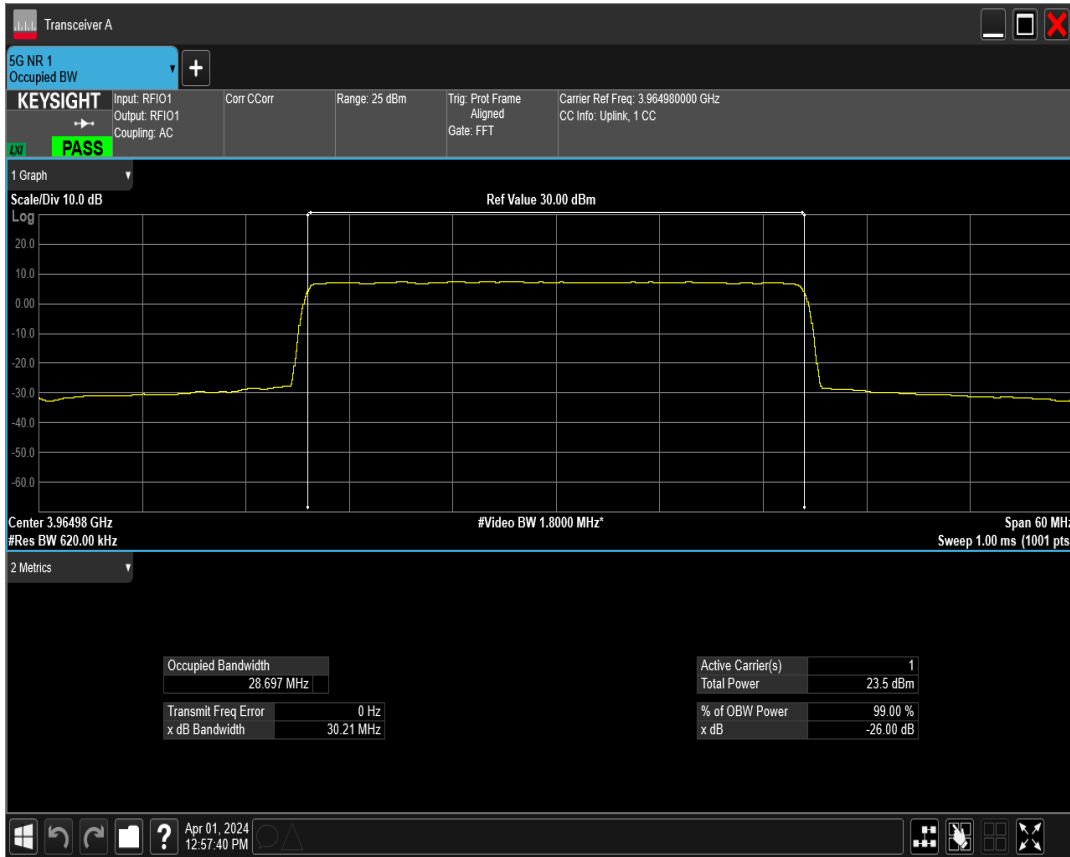 Transceiver A
5G NR 1
Occupied BW
KEYSIGHT
LXI
PASS
Input: RFIO1
Output: RFIO1
Coupling: AC
Corr CCorr
Range: 25 dBm
Trig: Prot Frame
Aligned
Gate: FFT
Carrier Ref Freq: 3.964980000 GHz
CC Info: Uplink, 1 CC
1 Graph
Scale/Div 10.0 dB
Ref Value 30.00 dBm
Log
20.0
10.0
0.00
-10.0
-20.0
-30.0
-40.0
-50.0
-60.0
Center 3.96498 GHz
#Video BW 1.8000 MHz*
Span 60 MHz
#Res BW 620.00 kHz
Sweep 1.00 ms (1001 pts
2 Metrics
Occupied Bandwidth
28.697 MHz
Transmit Freq Error 0 Hz
x dB Bandwidth 30.21 MHz
Active Carrier(s) 1
Total Power 23.5 dBm
% of OBW Power 99.00 %
x dB -26.00 dB
?
Apr 01, 2024
12:57:40 PM